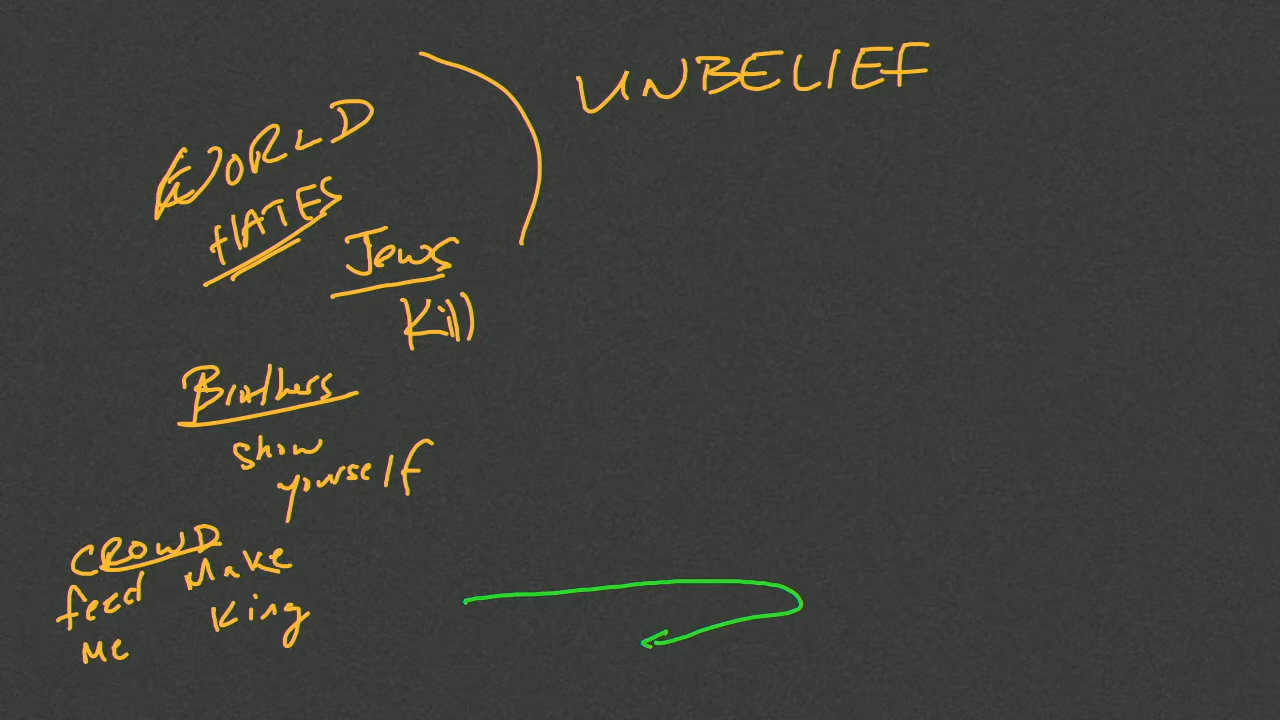 UNBELIEF
WORLD
HATES
Jews
Kill
Brothers
show
yourself
CROWD
feed
Me
Make
King